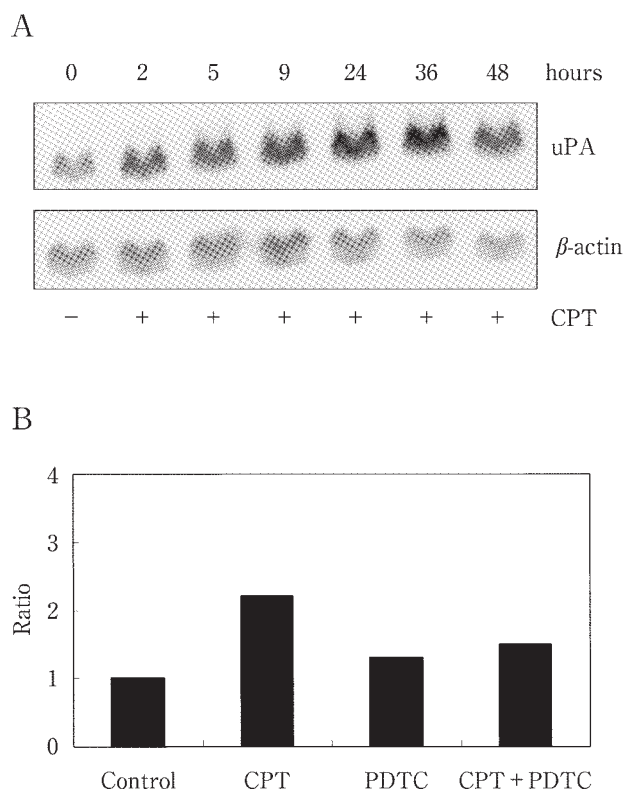 A
0 2 5 9 24 36 48 hours
uPA
β-actin
− + + + + + + CPT
B
4
3
2
1
0
Ratio
Control CPT PDTC CPT + PDTC